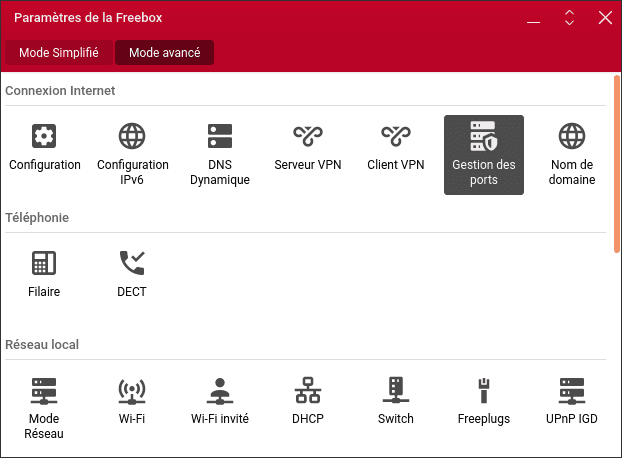 Paramètres de la Freebox
Mode Simplifié Mode avancé
Connexion Internet
Configuration
Configuration
IPv6
DNS
Dynamique
Serveur VPN
Client VPN
Gestion des
ports
Nom de
domaine
Téléphonie
Filaire
DECT
Réseau local
Mode
Réseau
Wi-Fi
Wi-Fi invité
DHCP
Switch
Freeplugs
UPnP IGD